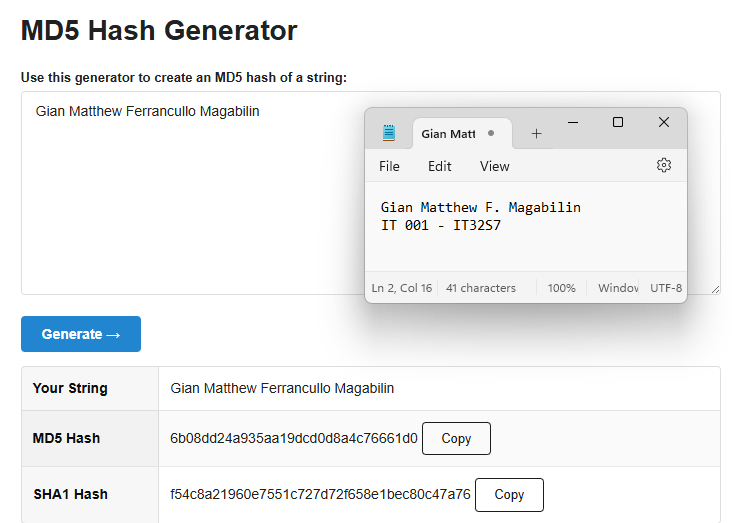 MD5 Hash Generator
Use this generator to create an MD5 hash of a string:
Gian Matthew Ferrancullo Magabilin
Gian Matt
File Edit View
Gian Matthew F. Magabilin
IT 001 - IT32S7
Ln 2, Col 16 41 characters 100% Window UTF-8
Generate →
Your String Gian Matthew Ferrancullo Magabilin
MD5 Hash 6b08dd24a935aa19dcd0d8a4c76661d0 Copy
SHA1 Hash f54c8a21960e7551c727d72f658e1bec80c47a76 Copy